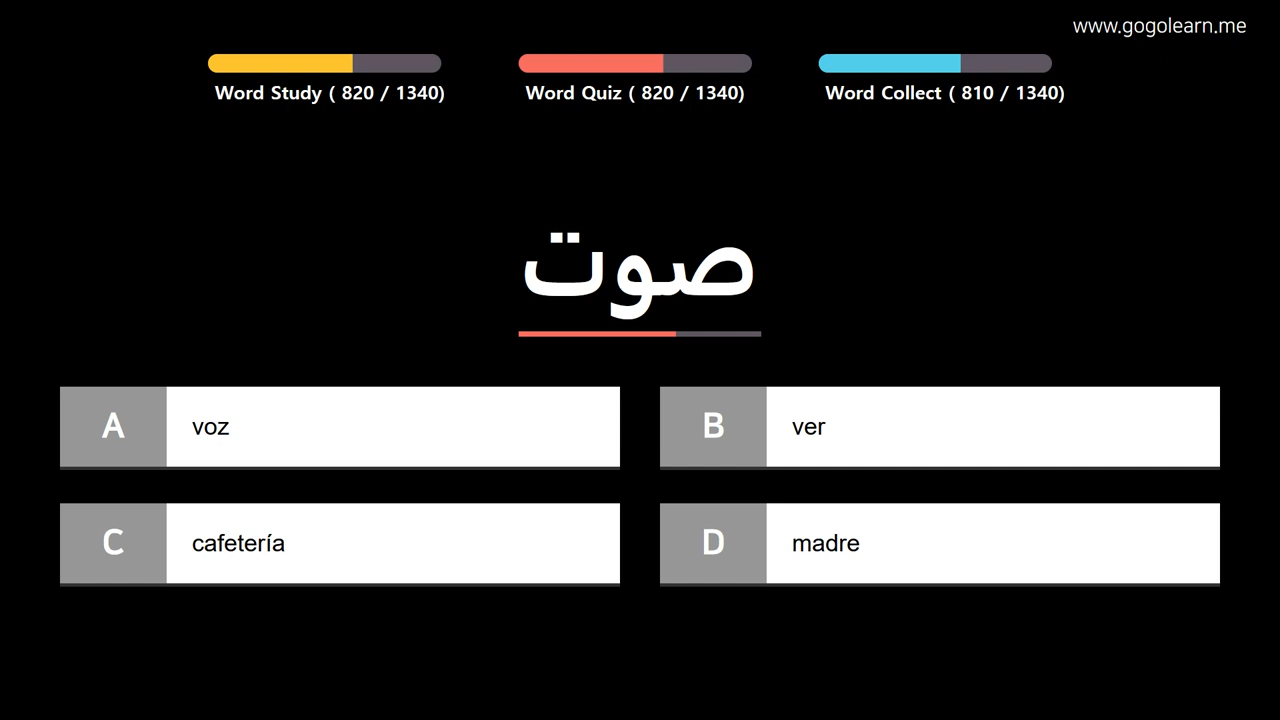 www.gogolearn.me
Word Study ( 820 / 1340)
Word Quiz ( 820 / 1340)
Word Collect ( 810 / 1340)
صوت
A voz
B ver
C cafetería
D madre